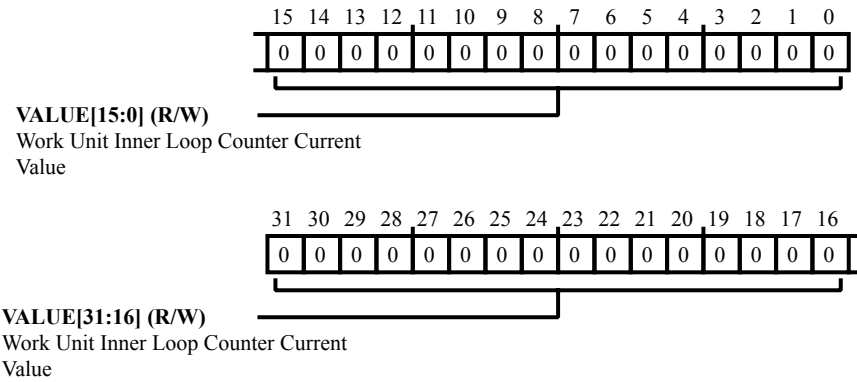 15 14 13 12 11 10 9 8 7 6 5 4 3 2 1 0
0 0 0 0 0 0 0 0 0 0 0 0 0 0 0 0
VALUE[15:0] (R/W)
Work Unit Inner Loop Counter Current
Value
31 30 29 28 27 26 25 24 23 22 21 20 19 18 17 16
0 0 0 0 0 0 0 0 0 0 0 0 0 0 0 0
VALUE[31:16] (R/W)
Work Unit Inner Loop Counter Current
Value